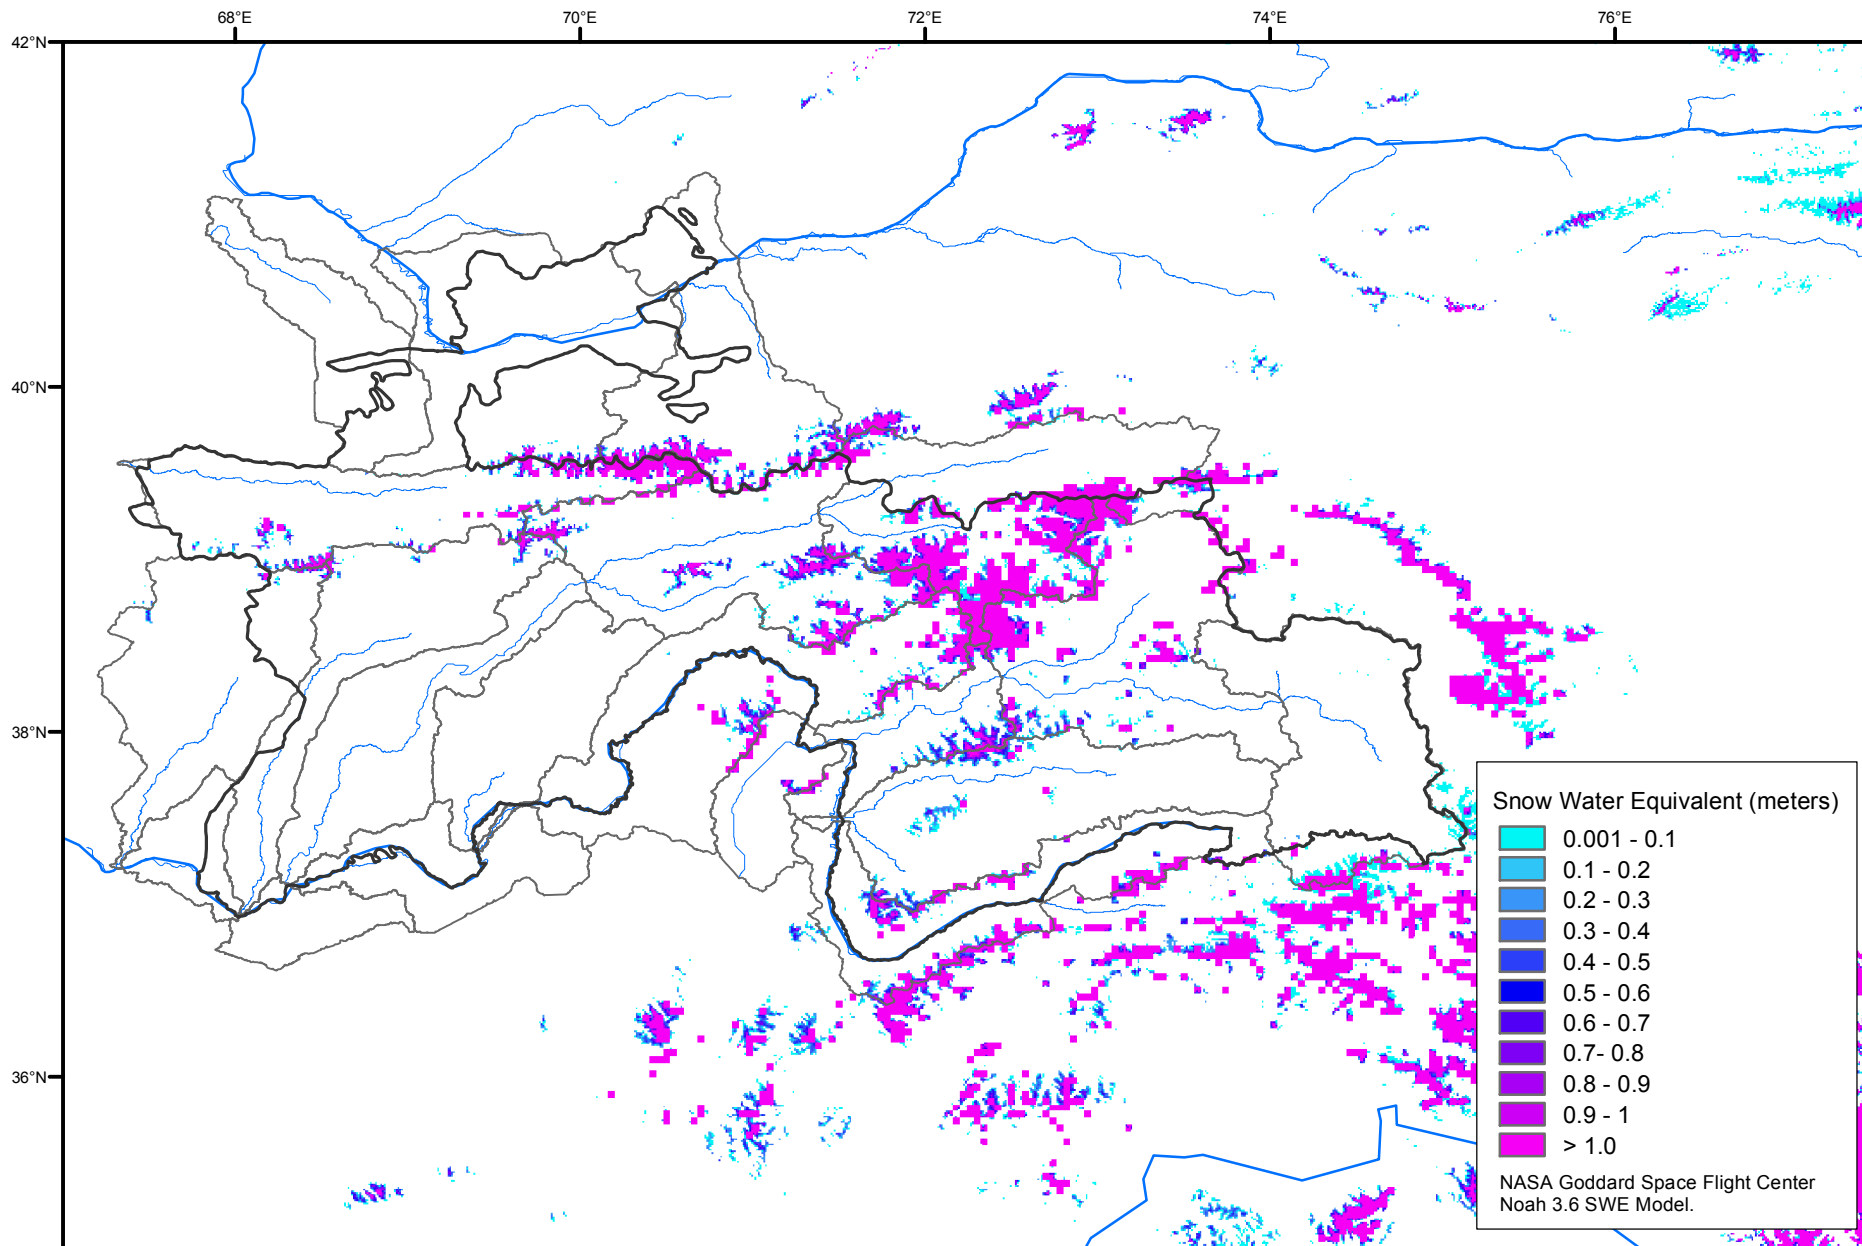 68°E
70°E
72°E
74°E
76°E
42°N
40°N
38°N
36°N
Snow Water Equivalent (meters)
0.001 - 0.1
0.1 - 0.2
0.2 - 0.3
0.3 - 0.4
0.4 - 0.5
0.5 - 0.6
0.6 - 0.7
0.7- 0.8
0.8 - 0.9
0.9 - 1
> 1.0
NASA Goddard Space Flight Center
Noah 3.6 SWE Model.